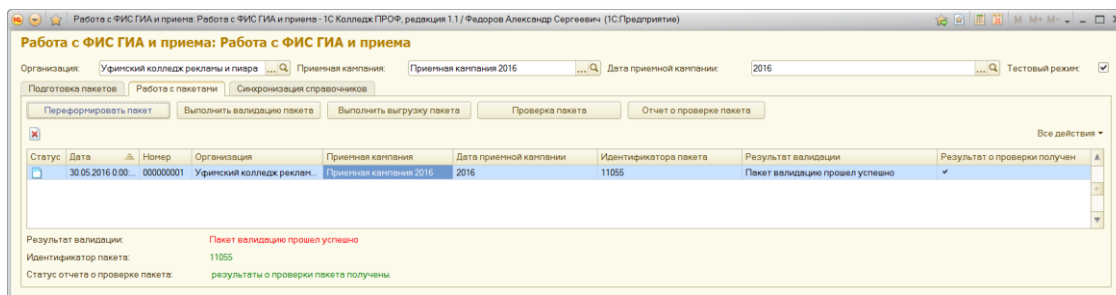 Работа с ФИС ГИА и приема: Работа с ФИС ГИА и приема - 1С Колледж ПРОФ, редакция 1.1 / Федоров Александр Сергеевич (1С:Предприятие)
M M+ M-
Работа с ФИС ГИА и приема: Работа с ФИС ГИА и приема
Организация: Уфимский колледж рекламы и пиара ... Приемная кампания: Приемная кампания 2016 ... Дата приемной кампании: 2016 ... Тестовый режим:
Подготовка пакетов Работа с пакетами Синхронизация справочников
Переформировать пакет Выполнить валидацию пакета Выполнить выгрузку пакета Проверка пакета Отчет о проверке пакета
Все действия
Статус Дата Номер Организация Приемная кампания Дата приемной кампании Идентификатора пакета Результат валидации Результат о проверки получен
30.05.2016 0:00:... 000000001 Уфимский колледж реклам... Приемная кампания 2016 2016 11055 Пакет валидацию прошел успешно
Результат валидации: Пакет валидацию прошел успешно
Идентификатор пакета: 11055
Статус отчета о проверке пакета: результаты о проверки пакета получены.